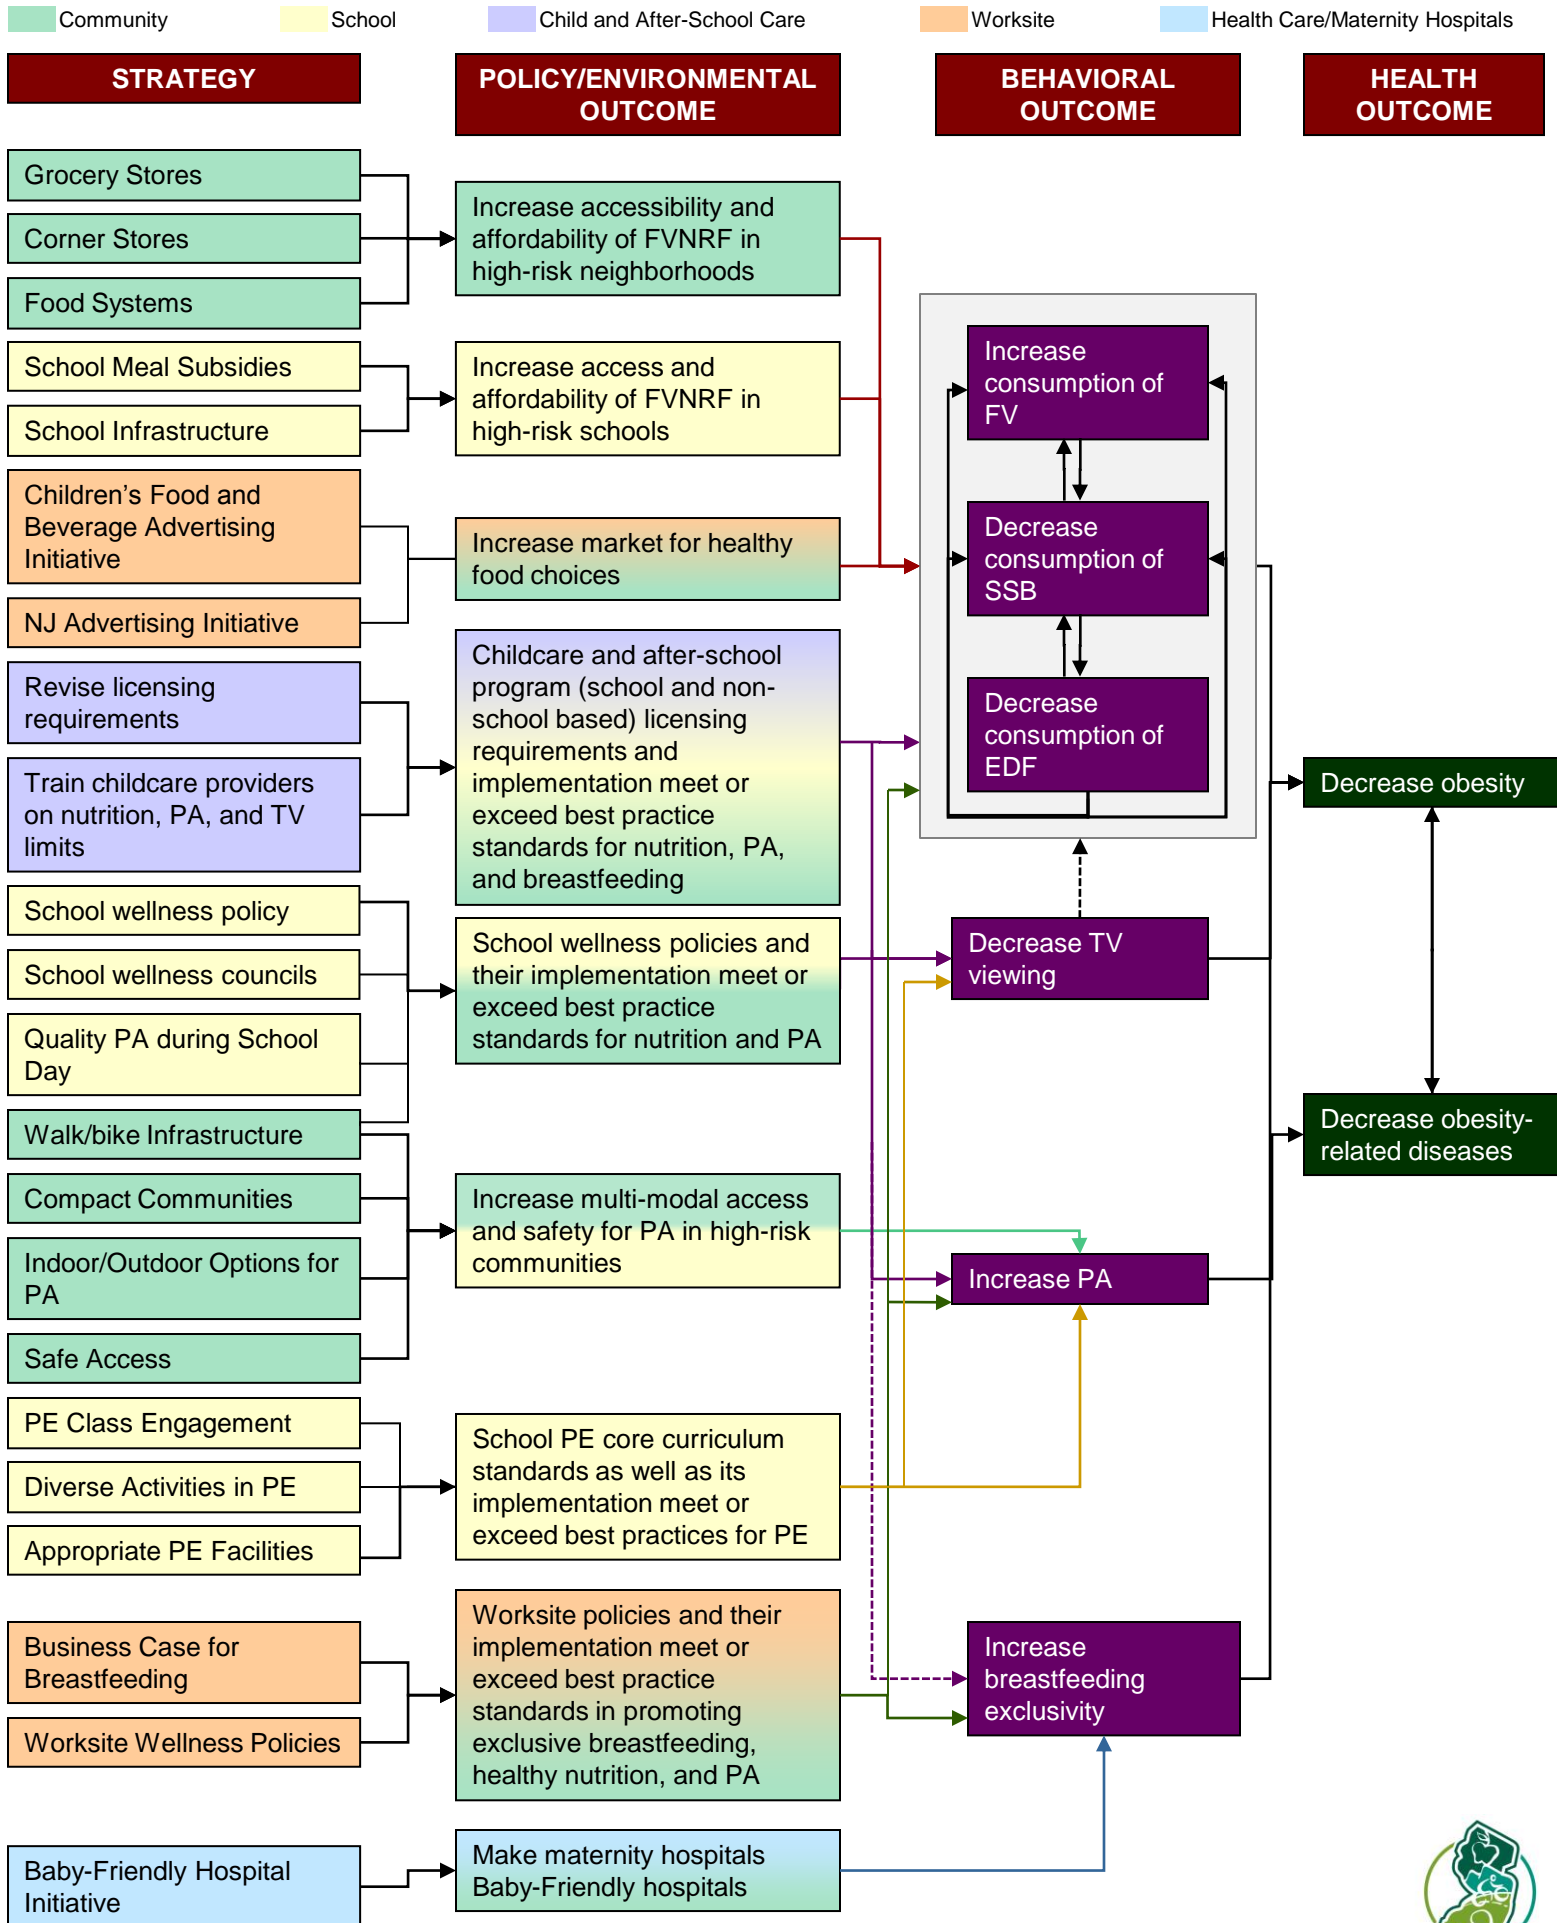 Community
School
Child and After-School Care
Worksite
Health Care/Maternity Hospitals
STRATEGY
POLICY/ENVIRONMENTAL
OUTCOME
BEHAVIORAL
OUTCOME
HEALTH
OUTCOME
Grocery Stores
Corner Stores
Food Systems
School Meal Subsidies
School Infrastructure
Children’s Food and
Beverage Advertising
Initiative
NJ Advertising Initiative
Revise licensing
requirements
Train childcare providers
on nutrition, PA, and TV
limits
School wellness policy
School wellness councils
Quality PA during School
Day
Walk/bike Infrastructure
Compact Communities
Indoor/Outdoor Options for
PA
Safe Access
PE Class Engagement
Diverse Activities in PE
Appropriate PE Facilities
Business Case for
Breastfeeding
Worksite Wellness Policies
Baby-Friendly Hospital
Initiative
Increase accessibility and
affordability of FVNRF in
high-risk neighborhoods
Increase access and
affordability of FVNRF in
high-risk schools
Increase market for healthy
food choices
Childcare and after-school
program (school and non-
school based) licensing
requirements and
implementation meet or
exceed best practice
standards for nutrition, PA,
and breastfeeding
School wellness policies and
their implementation meet or
exceed best practice
standards for nutrition and PA
Increase multi-modal access
and safety for PA in high-risk
communities
School PE core curriculum
standards as well as its
implementation meet or
exceed best practices for PE
Worksite policies and their
implementation meet or
exceed best practice
standards in promoting
exclusive breastfeeding,
healthy nutrition, and PA
Make maternity hospitals
Baby-Friendly hospitals
Increase
consumption of
FV
Decrease
consumption of
SSB
Decrease
consumption of
EDF
Decrease TV
viewing
Increase PA
Increase
breastfeeding
exclusivity
Decrease obesity
Decrease obesity-
related diseases